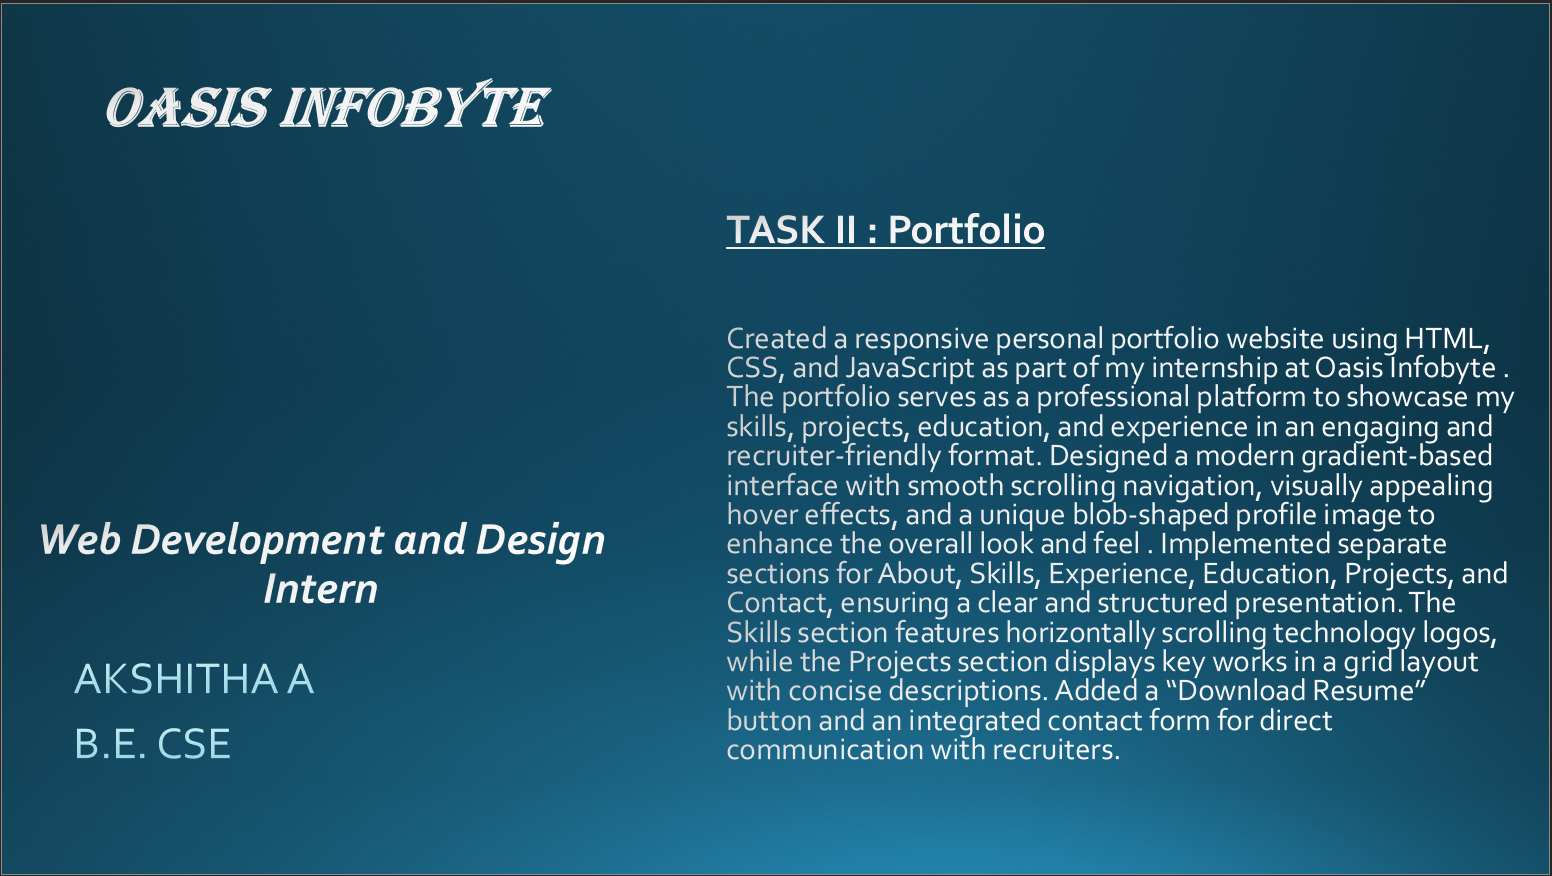 OASIS INFOBYTE
Web Development and Design
Intern
AKSHITHA A
B.E. CSE
TASK II : Portfolio
Created a responsive personal portfolio website using HTML,
CSS, and JavaScript as part of my internship at Oasis Infobyte .
The portfolio serves as a professional platform to showcase my
skills, projects, education, and experience in an engaging and
recruiter-friendly format. Designed a modern gradient-based
interface with smooth scrolling navigation, visually appealing
hover effects, and a unique blob-shaped profile image to
enhance the overall look and feel . Implemented separate
sections for About, Skills, Experience, Education, Projects, and
Contact, ensuring a clear and structured presentation. The
Skills section features horizontally scrolling technology logos,
while the Projects section displays key works in a grid layout
with concise descriptions. Added a “Download Resume”
button and an integrated contact form for direct
communication with recruiters.